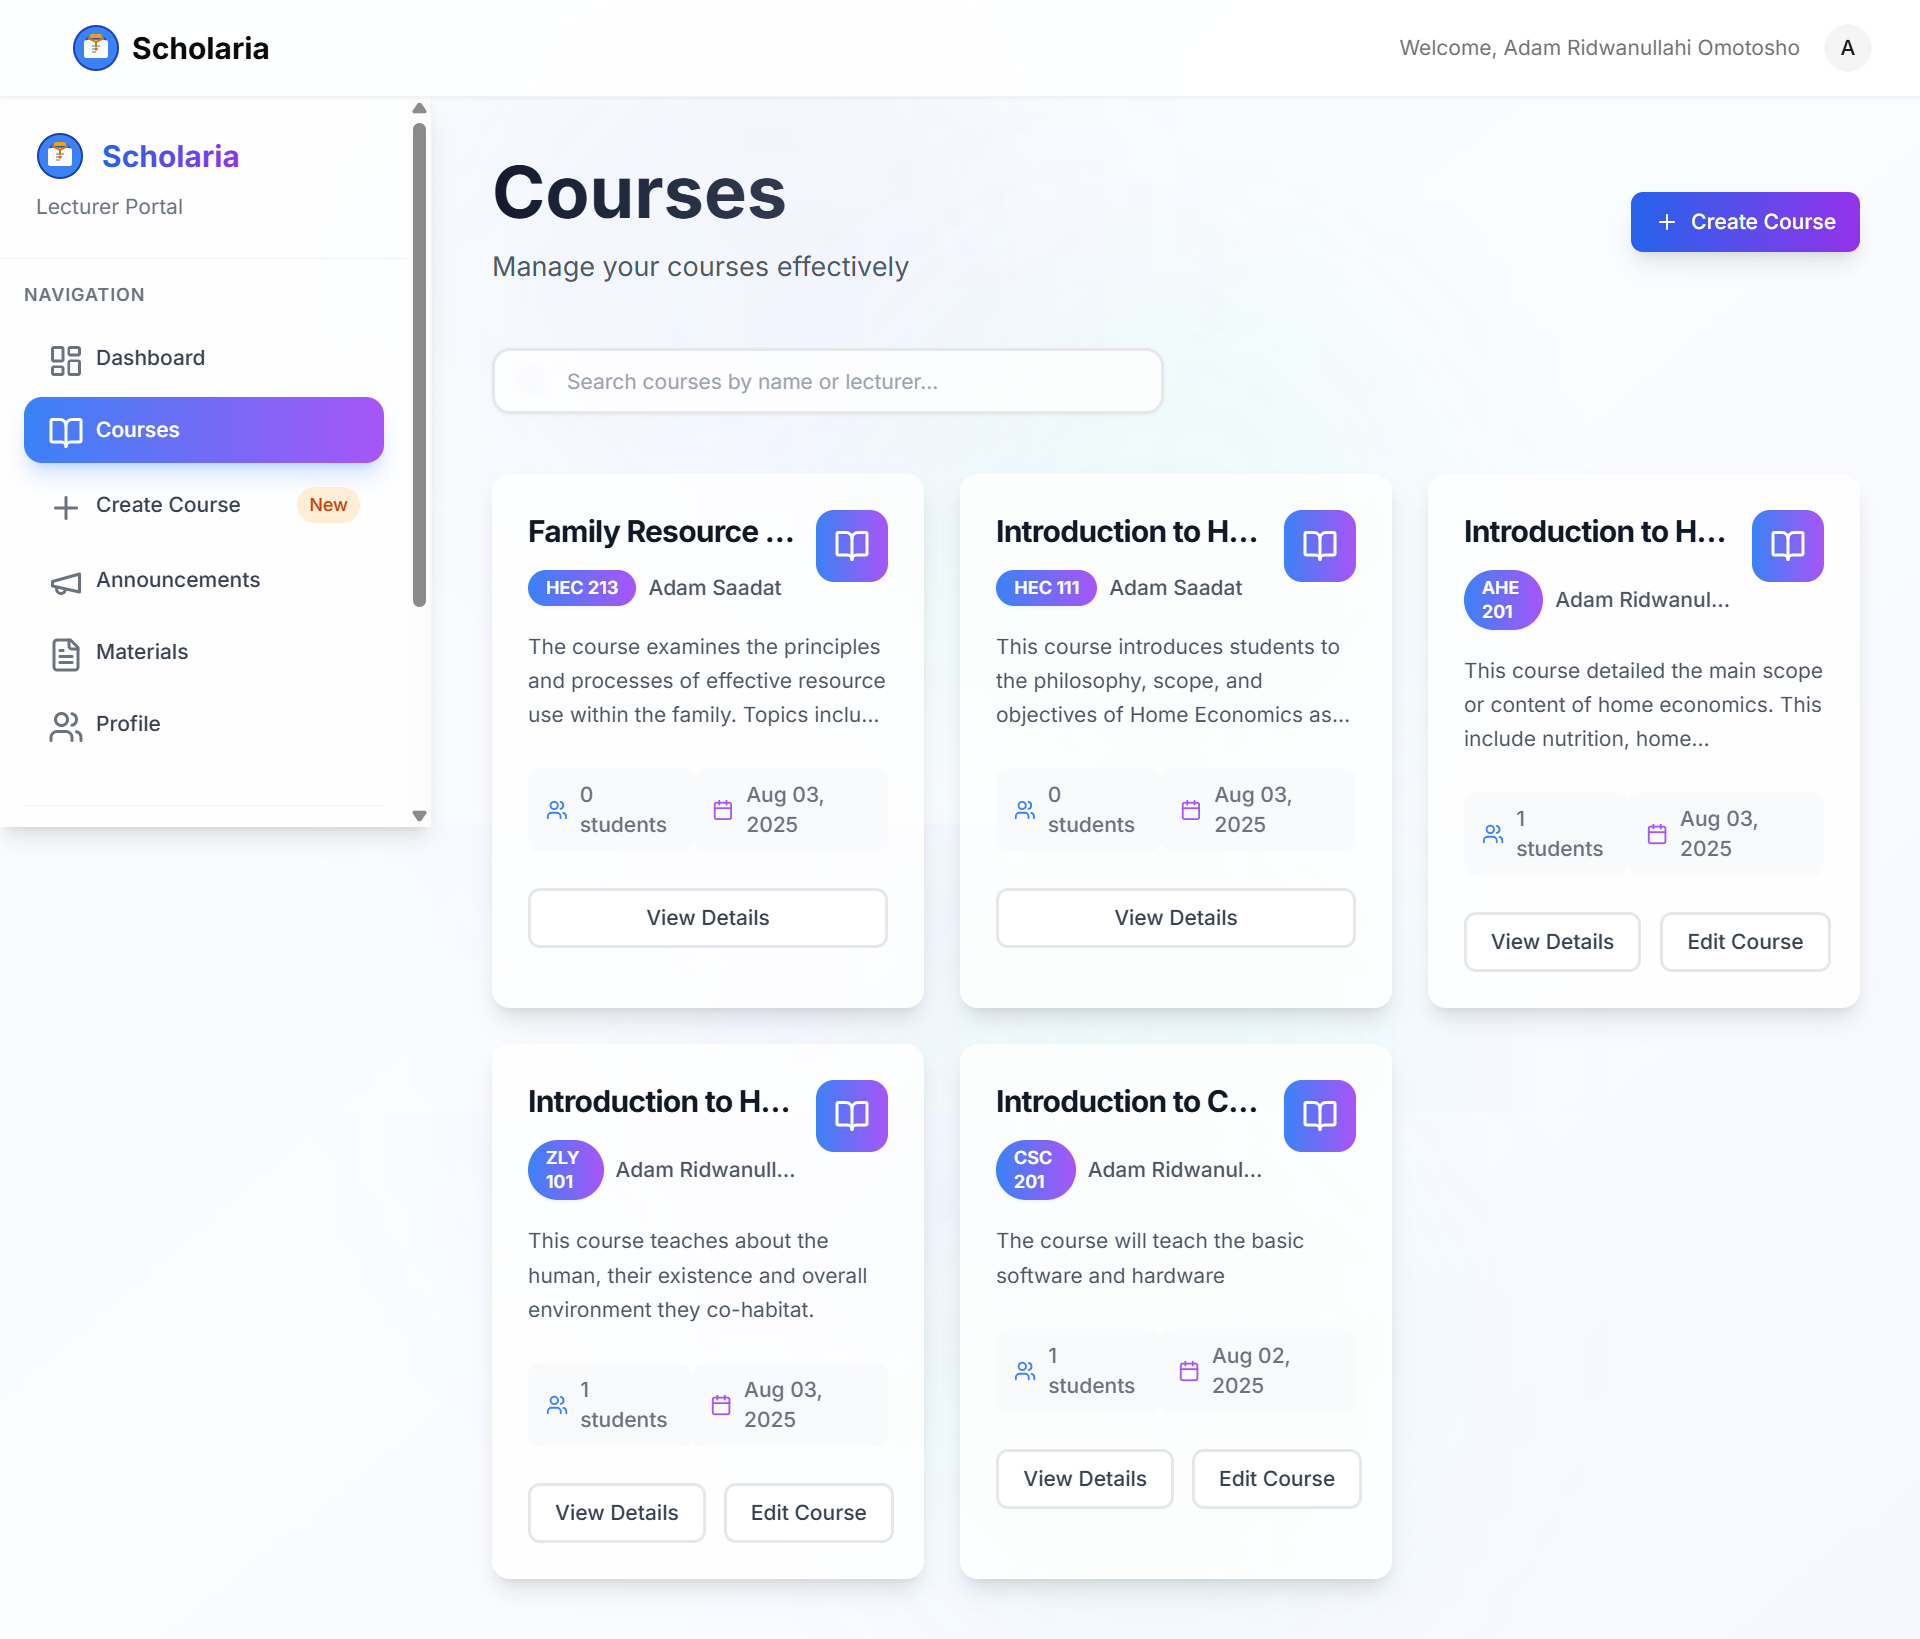 Scholaria
Welcome, Adam Ridwanullahi Omotosho
A
Scholaria
Lecturer Portal
NAVIGATION
Dashboard
Courses
Create Course
New
Announcements
Materials
Profile
Courses
Manage your courses effectively
Create Course
Search courses by name or lecturer...
Family Resource ...
HEC 213
Adam Saadat
The course examines the principles
and processes of effective resource
use within the family. Topics inclu...
0
students
Aug 03,
2025
View Details
Introduction to H...
HEC 111
Adam Saadat
This course introduces students to
the philosophy, scope, and
objectives of Home Economics as...
0
students
Aug 03,
2025
View Details
Introduction to H...
AHE
201
Adam Ridwanul...
This course detailed the main scope
or content of home economics. This
include nutrition, home...
1
students
Aug 03,
2025
View Details
Edit Course
Introduction to H...
ZLY
101
Adam Ridwanull...
This course teaches about the
human, their existence and overall
environment they co-habitat.
1
students
Aug 03,
2025
View Details
Edit Course
Introduction to C...
CSC
201
Adam Ridwanul...
The course will teach the basic
software and hardware
1
students
Aug 02,
2025
View Details
Edit Course